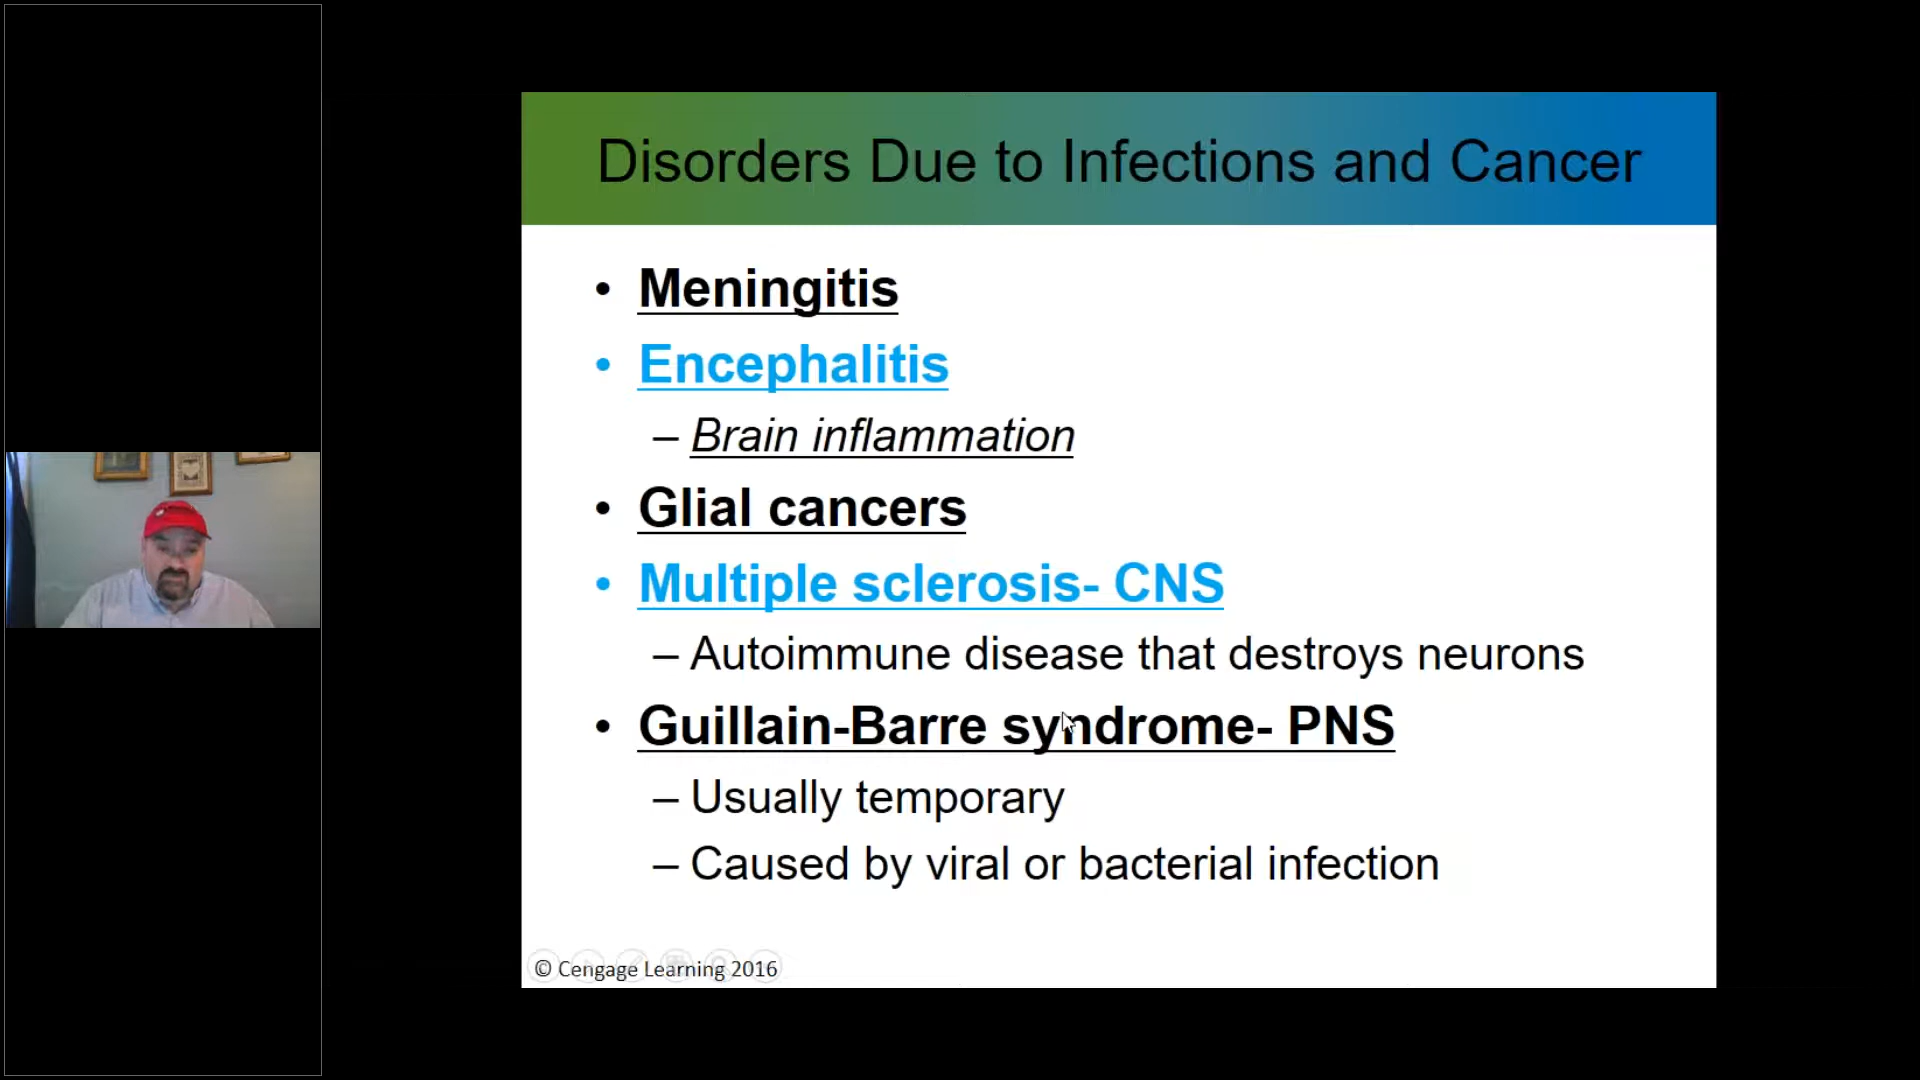 Disorders Due to Infections and Cancer
• Meningitis
• Encephalitis
– Brain inflammation
• Glial cancers
• Multiple sclerosis- CNS
– Autoimmune disease that destroys neurons
• Guillain-Barre syndrome- PNS
– Usually temporary
– Caused by viral or bacterial infection
© Cengage Learning 2016